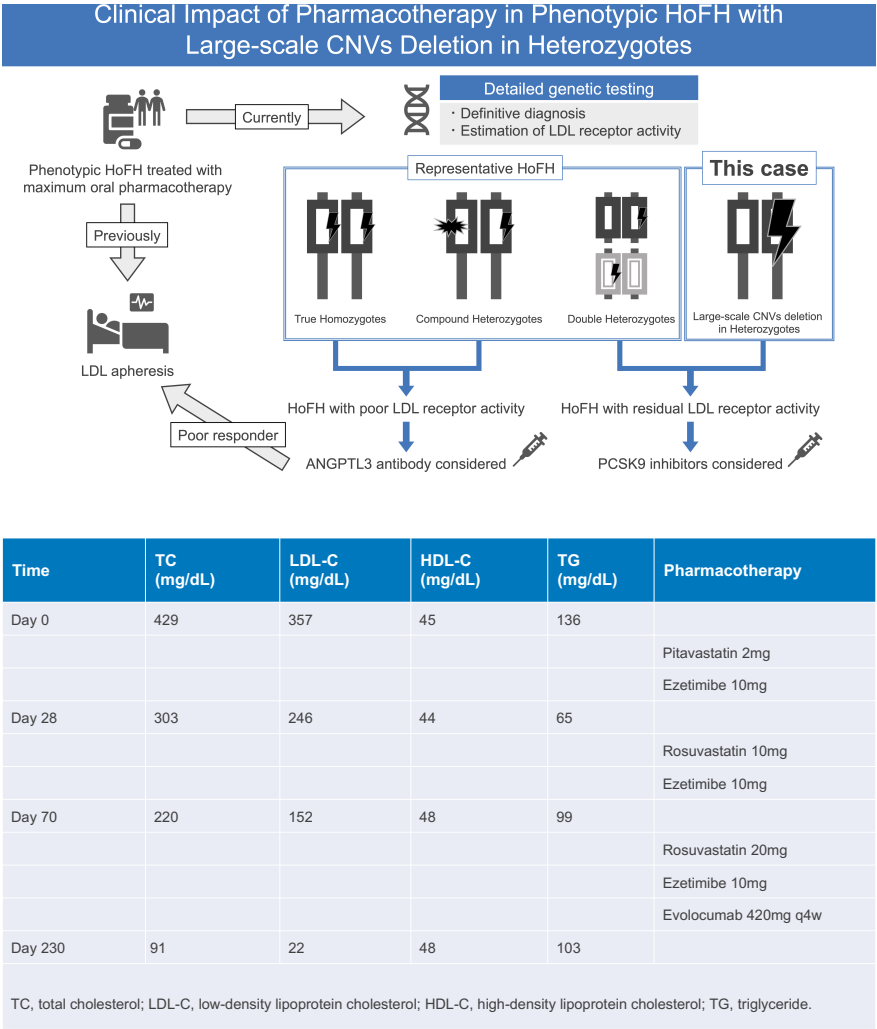 Clinical Impact of Pharmacotherapy in Phenotypic HoFH with
Large-scale CNVs Deletion in Heterozygotes
Currently
Detailed genetic testing
・Definitive diagnosis
・Estimation of LDL receptor activity
Phenotypic HoFH treated with
maximum oral pharmacotherapy
Previously
LDL apheresis
Representative HoFH
This case
True Homozygotes
Compound Heterozygotes
Double Heterozygotes
Large-scale CNVs deletion
in Heterozygotes
HoFH with poor LDL receptor activity
HoFH with residual LDL receptor activity
Poor responder
ANGPTL3 antibody considered
PCSK9 inhibitors considered
Time TC (mg/dL) LDL-C (mg/dL) HDL-C (mg/dL) TG (mg/dL) Pharmacotherapy
Day 0 429 357 45 136
Pitavastatin 2mg
Ezetimibe 10mg
Day 28 303 246 44 65
Rosuvastatin 10mg
Ezetimibe 10mg
Day 70 220 152 48 99
Rosuvastatin 20mg
Ezetimibe 10mg
Evolocumab 420mg q4w
Day 230 91 22 48 103
TC, total cholesterol; LDL-C, low-density lipoprotein cholesterol; HDL-C, high-density lipoprotein cholesterol; TG, triglyceride.